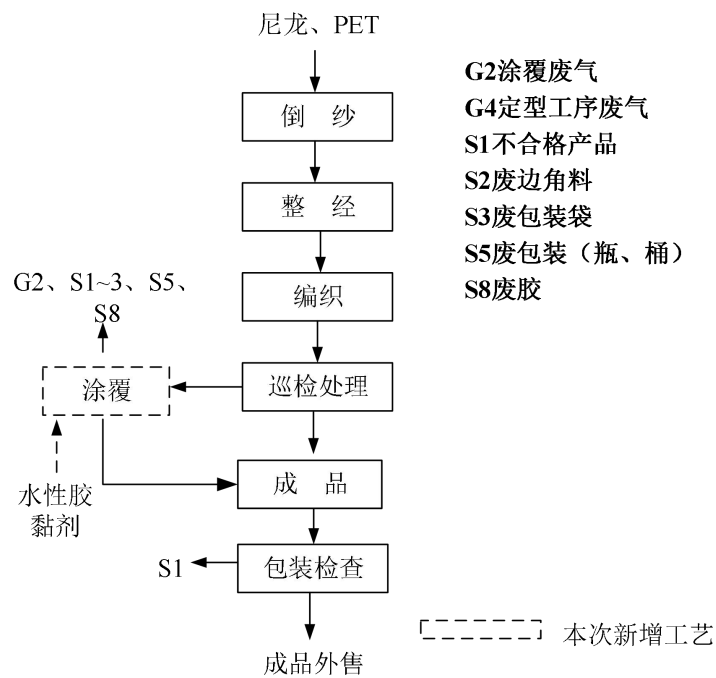 尼龙、PET
倒 纱
整 经
编织
巡检处理
涂覆
G2、S1~3、S5、
S8
水性胶
黏剂
成 品
包装检查
S1
成品外售
G2涂覆废气
G4定型工序废气
S1不合格产品
S2废边角料
S3废包装袋
S5废包装（瓶、桶）
S8废胶
本次新增工艺